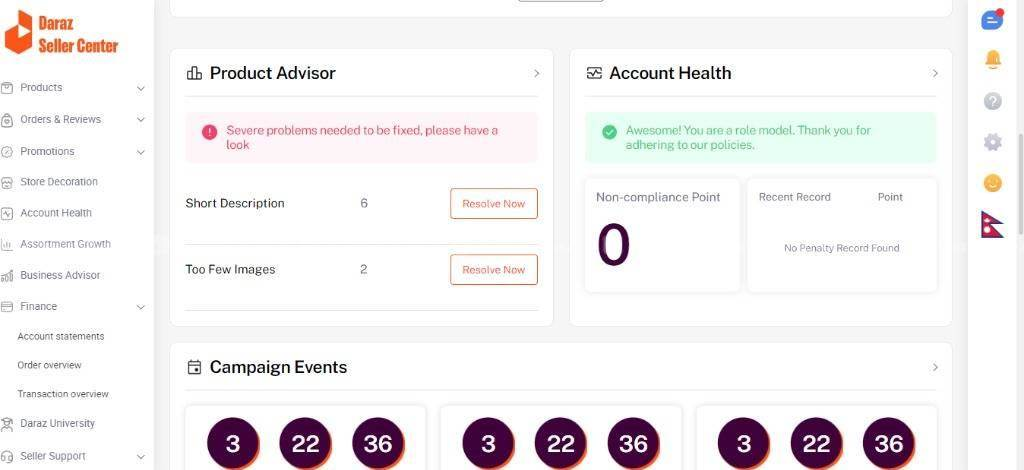 Daraz
Seller Center
Products
Orders & Reviews
Promotions
Store Decoration
Account Health
Assortment Growth
Business Advisor
Finance
Account statements
Order overview
Transaction overview
Daraz University
Seller Support
Product Advisor
Severe problems needed to be fixed, please have a
look
Short Description 6 Resolve Now
Too Few Images 2 Resolve Now
Account Health
Awesome! You are a role model. Thank you for
adhering to our policies.
Non-compliance Point
0
Recent Record Point
No Penalty Record Found
Campaign Events
3 22 36 3 22 36 3 22 36